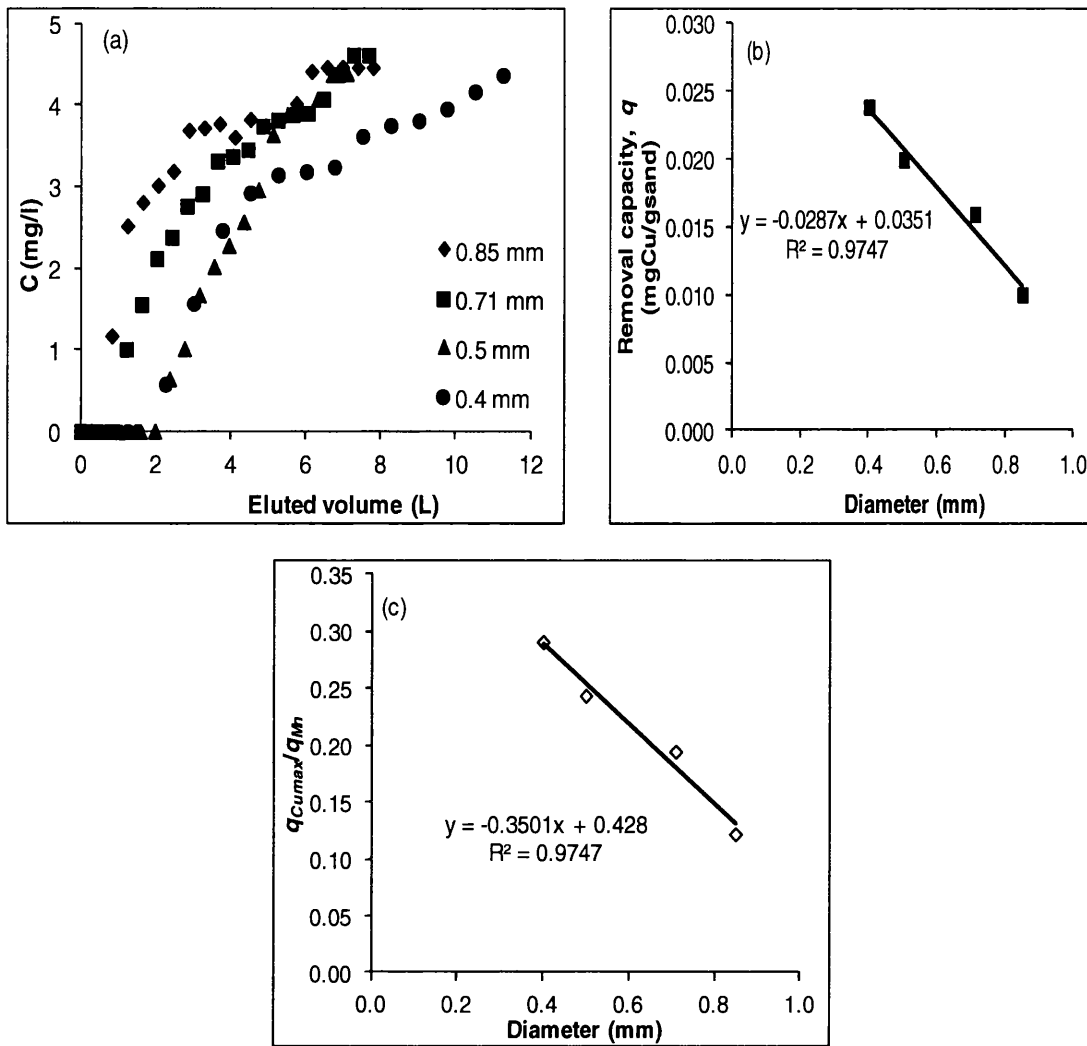 (a)
5
4
3
2
1
0
C (mg/l)
0 2 4 6 8 10 12
Eluted volume (L)
0.85 mm
0.71 mm
0.5 mm
0.4 mm
(b)
0.030
0.025
0.020
0.015
0.010
0.005
0.000
Removal capacity, q
(mgCu/gsand)
y = -0.0287x + 0.0351
R² = 0.9747
0.0 0.2 0.4 0.6 0.8 1.0
Diameter (mm)
(c)
0.35
0.30
0.25
0.20
0.15
0.10
0.05
0.00
qCumax/qMn
y = -0.3501x + 0.428
R² = 0.9747
0.0 0.2 0.4 0.6 0.8 1.0
Diameter (mm)